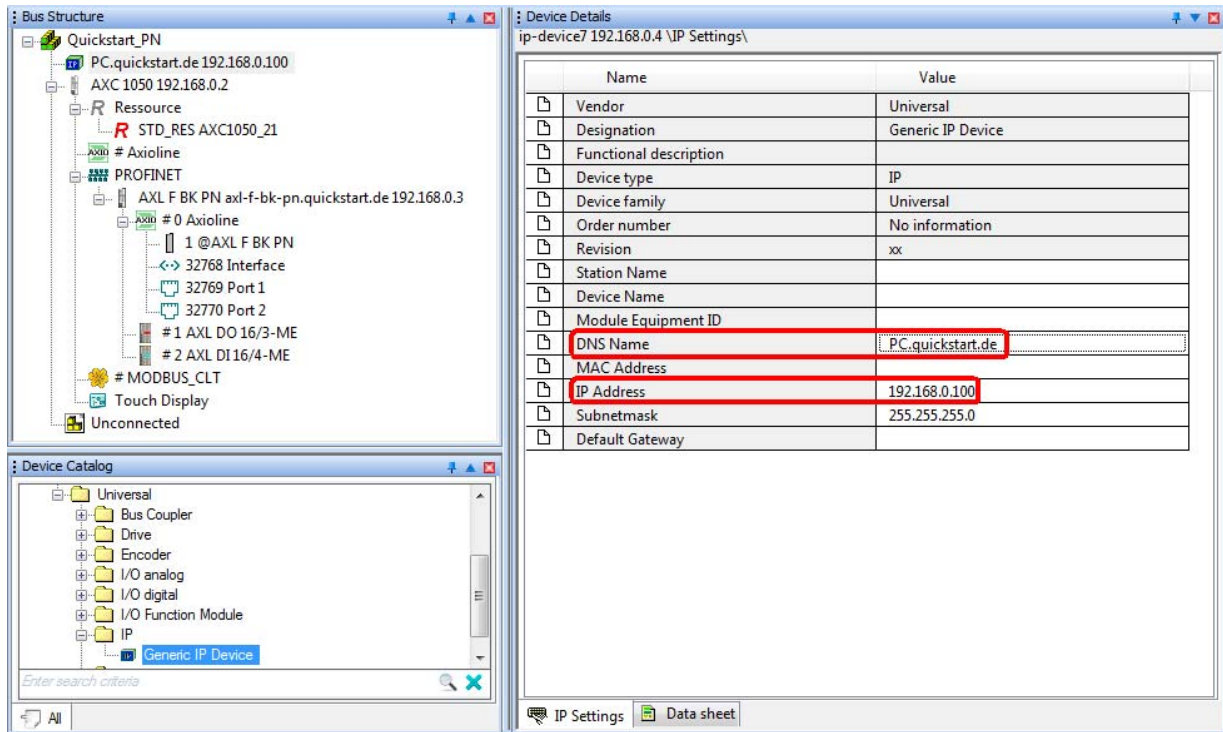 Bus Structure
Quickstart_PN
PC.quickstart.de 192.168.0.100
AXC 1050 192.168.0.2
R Ressource
R STD_RES AXC1050_21
AXIO # Axioline
PROFINET
AXL F BK PN axl-f-bk-pn.quickstart.de 192.168.0.3
AXIO # 0 Axioline
1 @AXL F BK PN
32768 Interface
32769 Port 1
32770 Port 2
# 1 AXL DO 16/3-ME
# 2 AXL DI 16/4-ME
# MODBUS_CLT
Touch Display
Unconnected
Device Catalog
Universal
Bus Coupler
Drive
Encoder
I/O analog
I/O digital
I/O Function Module
IP
Generic IP Device
Enter search criteria
All
Device Details
ip-device7 192.168.0.4 \IP Settings\
Name Value
Vendor Universal
Designation Generic IP Device
Functional description
Device type IP
Device family Universal
Order number No information
Revision xx
Station Name
Device Name
Module Equipment ID
DNS Name PC.quickstart.de
MAC Address
IP Address 192.168.0.100
Subnetmask 255.255.255.0
Default Gateway
IP Settings Data sheet